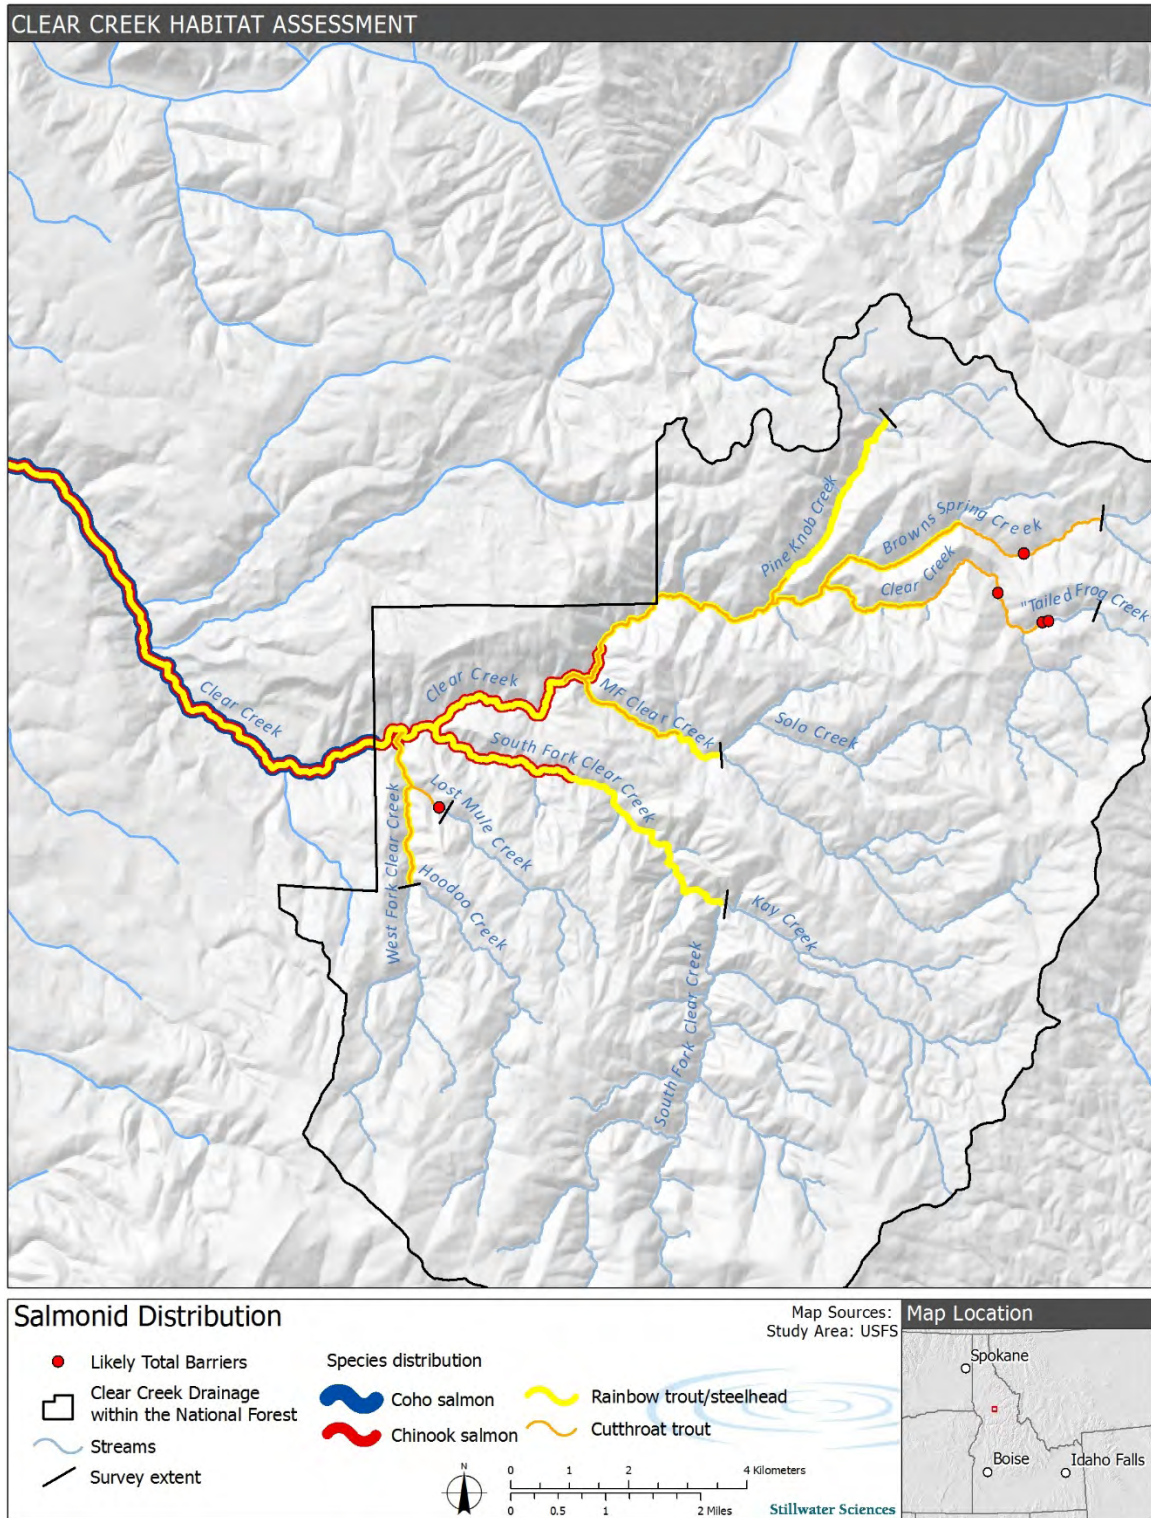 CLEAR CREEK HABITAT ASSESSMENT
Pine Knob Creek
Browns Spring Creek
Clear Creek
"Tailed Frog Creek
Clear Creek
Clear Creek
MF Clear Creek
Solo Creek
South Fork Clear Creek
Lost Mule Creek
West Fork Clear Creek
Hoodoo Creek
Kay Creek
South Fork Clear Creek
Salmonid Distribution
Likely Total Barriers
Clear Creek Drainage
within the National Forest
Streams
Survey extent
Species distribution
Coho salmon
Chinook salmon
Rainbow trout/steelhead
Cutthroat trout
N
0 1 2 4 Kilometers
0 0.5 1 2 Miles
Map Sources:
Study Area: USFS
Stillwater Sciences
Map Location
Spokane
Boise
Idaho Falls